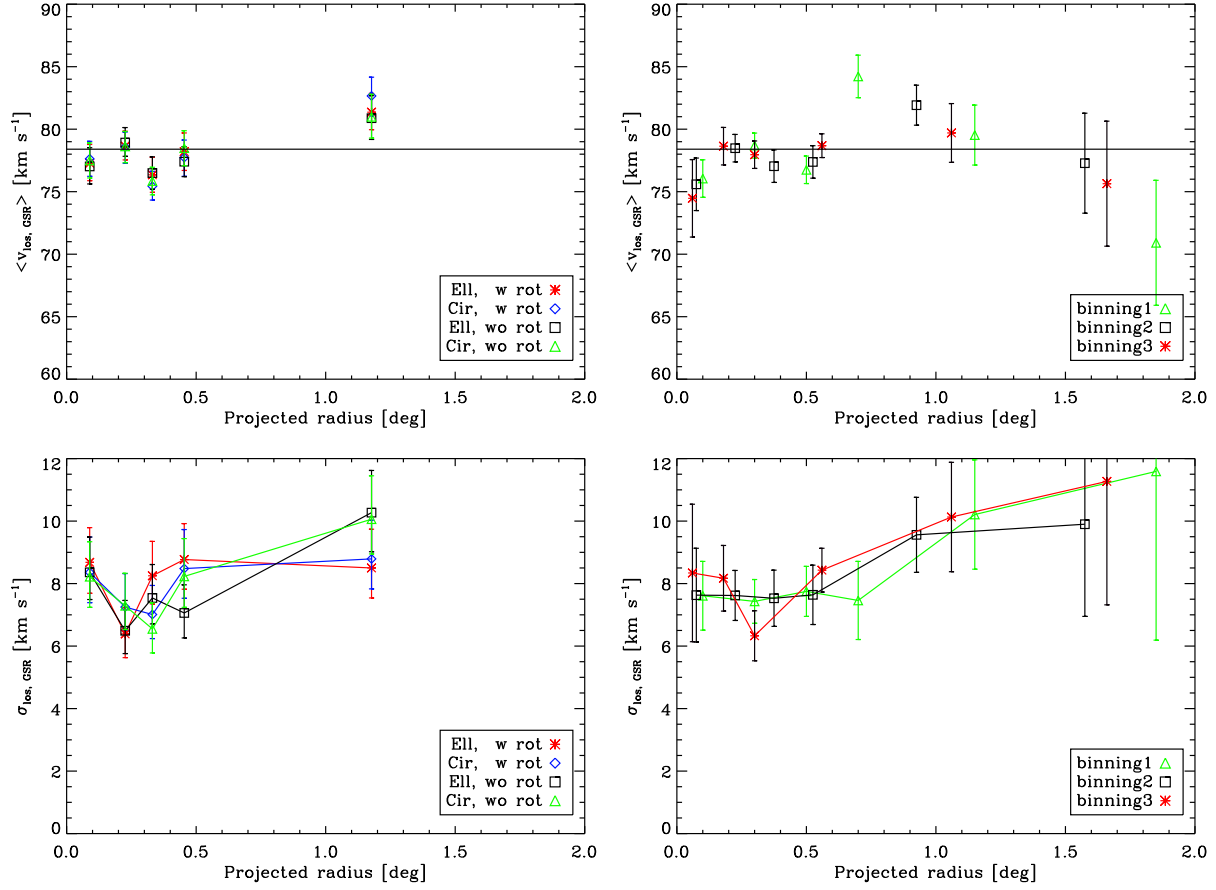 90
85
80
75
70
65
60
<v_los, GSR> [km s⁻¹]
Ell, w rot
Cir, w rot
Ell, wo rot
Cir, wo rot
0.0 0.5 1.0 1.5 2.0
Projected radius [deg]
90
85
80
75
70
65
60
<v_los, GSR> [km s⁻¹]
binning1
binning2
binning3
0.0 0.5 1.0 1.5 2.0
Projected radius [deg]
12
10
8
6
4
2
0
σ_los, GSR [km s⁻¹]
Ell, w rot
Cir, w rot
Ell, wo rot
Cir, wo rot
0.0 0.5 1.0 1.5 2.0
Projected radius [deg]
12
10
8
6
4
2
0
σ_los, GSR [km s⁻¹]
binning1
binning2
binning3
0.0 0.5 1.0 1.5 2.0
Projected radius [deg]